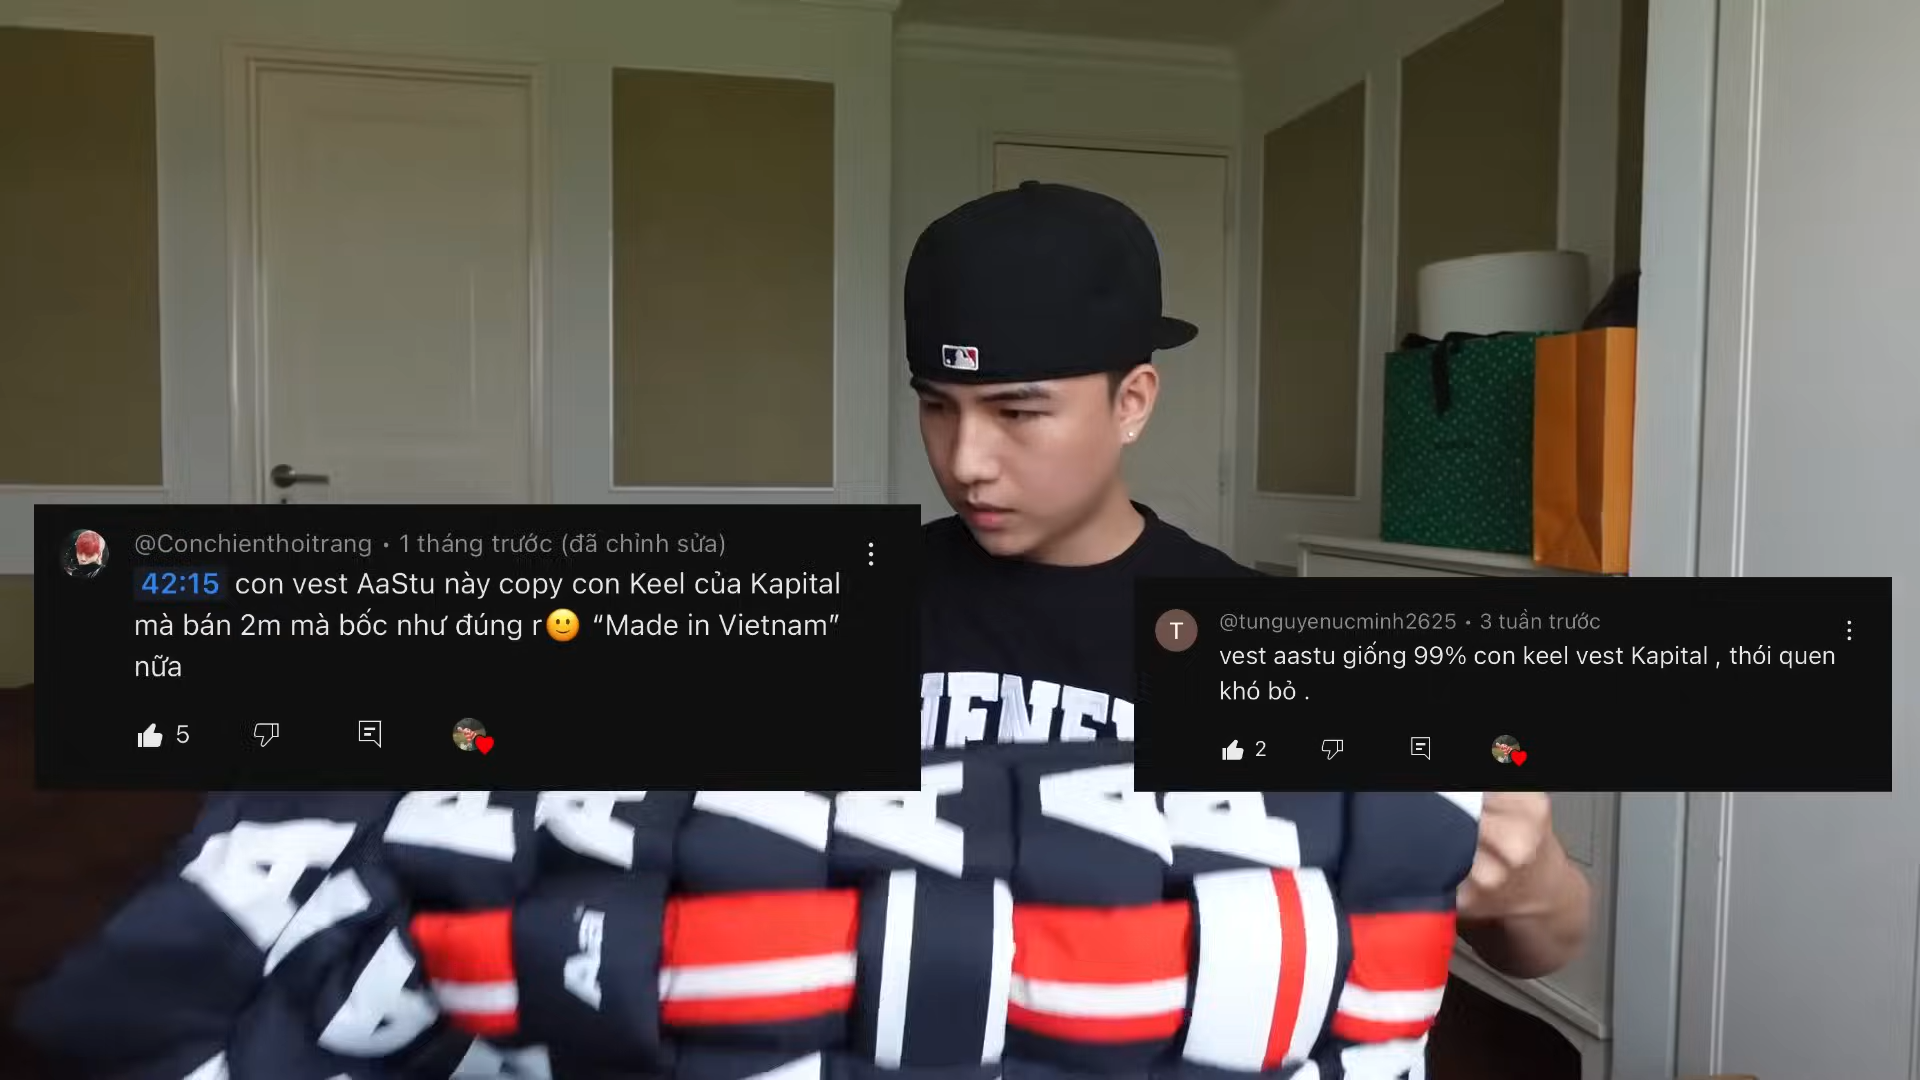 @Conchienthoitrang • 1 tháng trước (đã chỉnh sửa)
42:15 con vest AaStu này copy con Keel của Kapital
mà bán 2m mà bốc như đúng r🙂 “Made in Vietnam”
nữa
5
T
@tunguyenucminh2625 • 3 tuần trước
vest aastu giống 99% con keel vest Kapital , thói quen
khó bỏ .
2